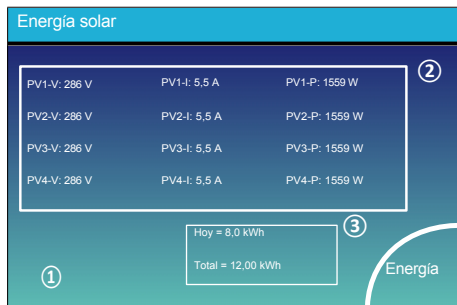 Energía solar
②
PV1-V: 286 V PV1-I: 5,5 A PV1-P: 1559 W
PV2-V: 286 V PV2-I: 5,5 A PV2-P: 1559 W
PV3-V: 286 V PV3-I: 5,5 A PV3-P: 1559 W
PV4-V: 286 V PV4-I: 5,5 A PV4-P: 1559 W
③
Hoy = 8,0 kWh
Total = 12,00 kWh
① Energía